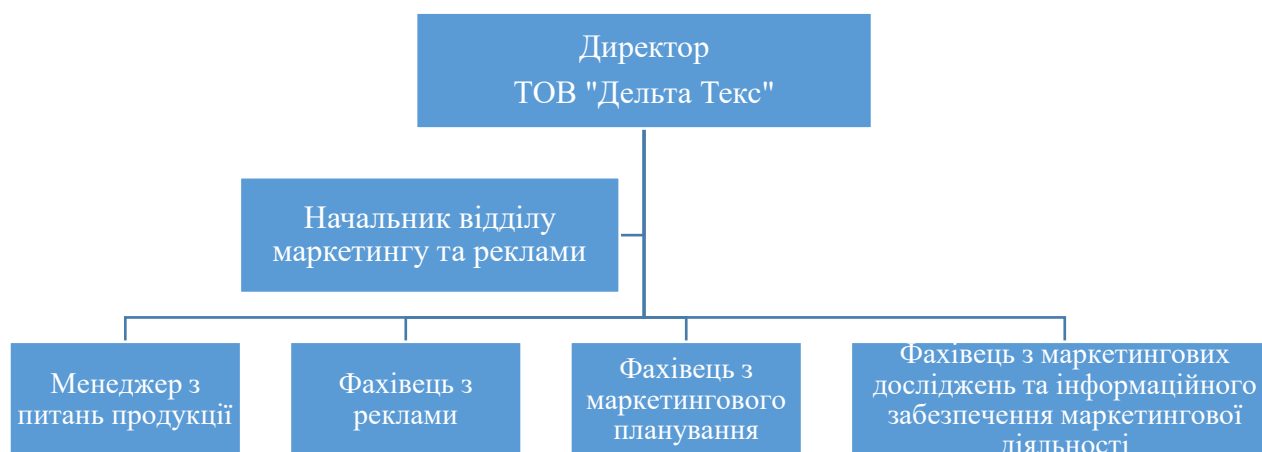 Директор
ТОВ "Дельта Текс"
Начальник відділу
маркетингу та реклами
Менеджер з
питань продукції
Фахівець з
реклами
Фахівець з
маркетингового
планування
Фахівець з маркетингових
досліджень та інформаційного
забезпечення маркетингової
діяльності